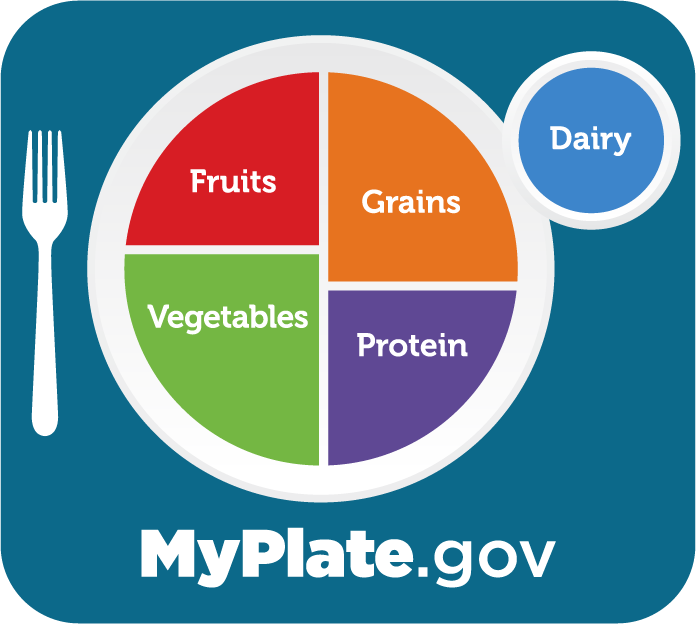 Fruits
Grains
Dairy
Vegetables
Protein
MyPlate.gov